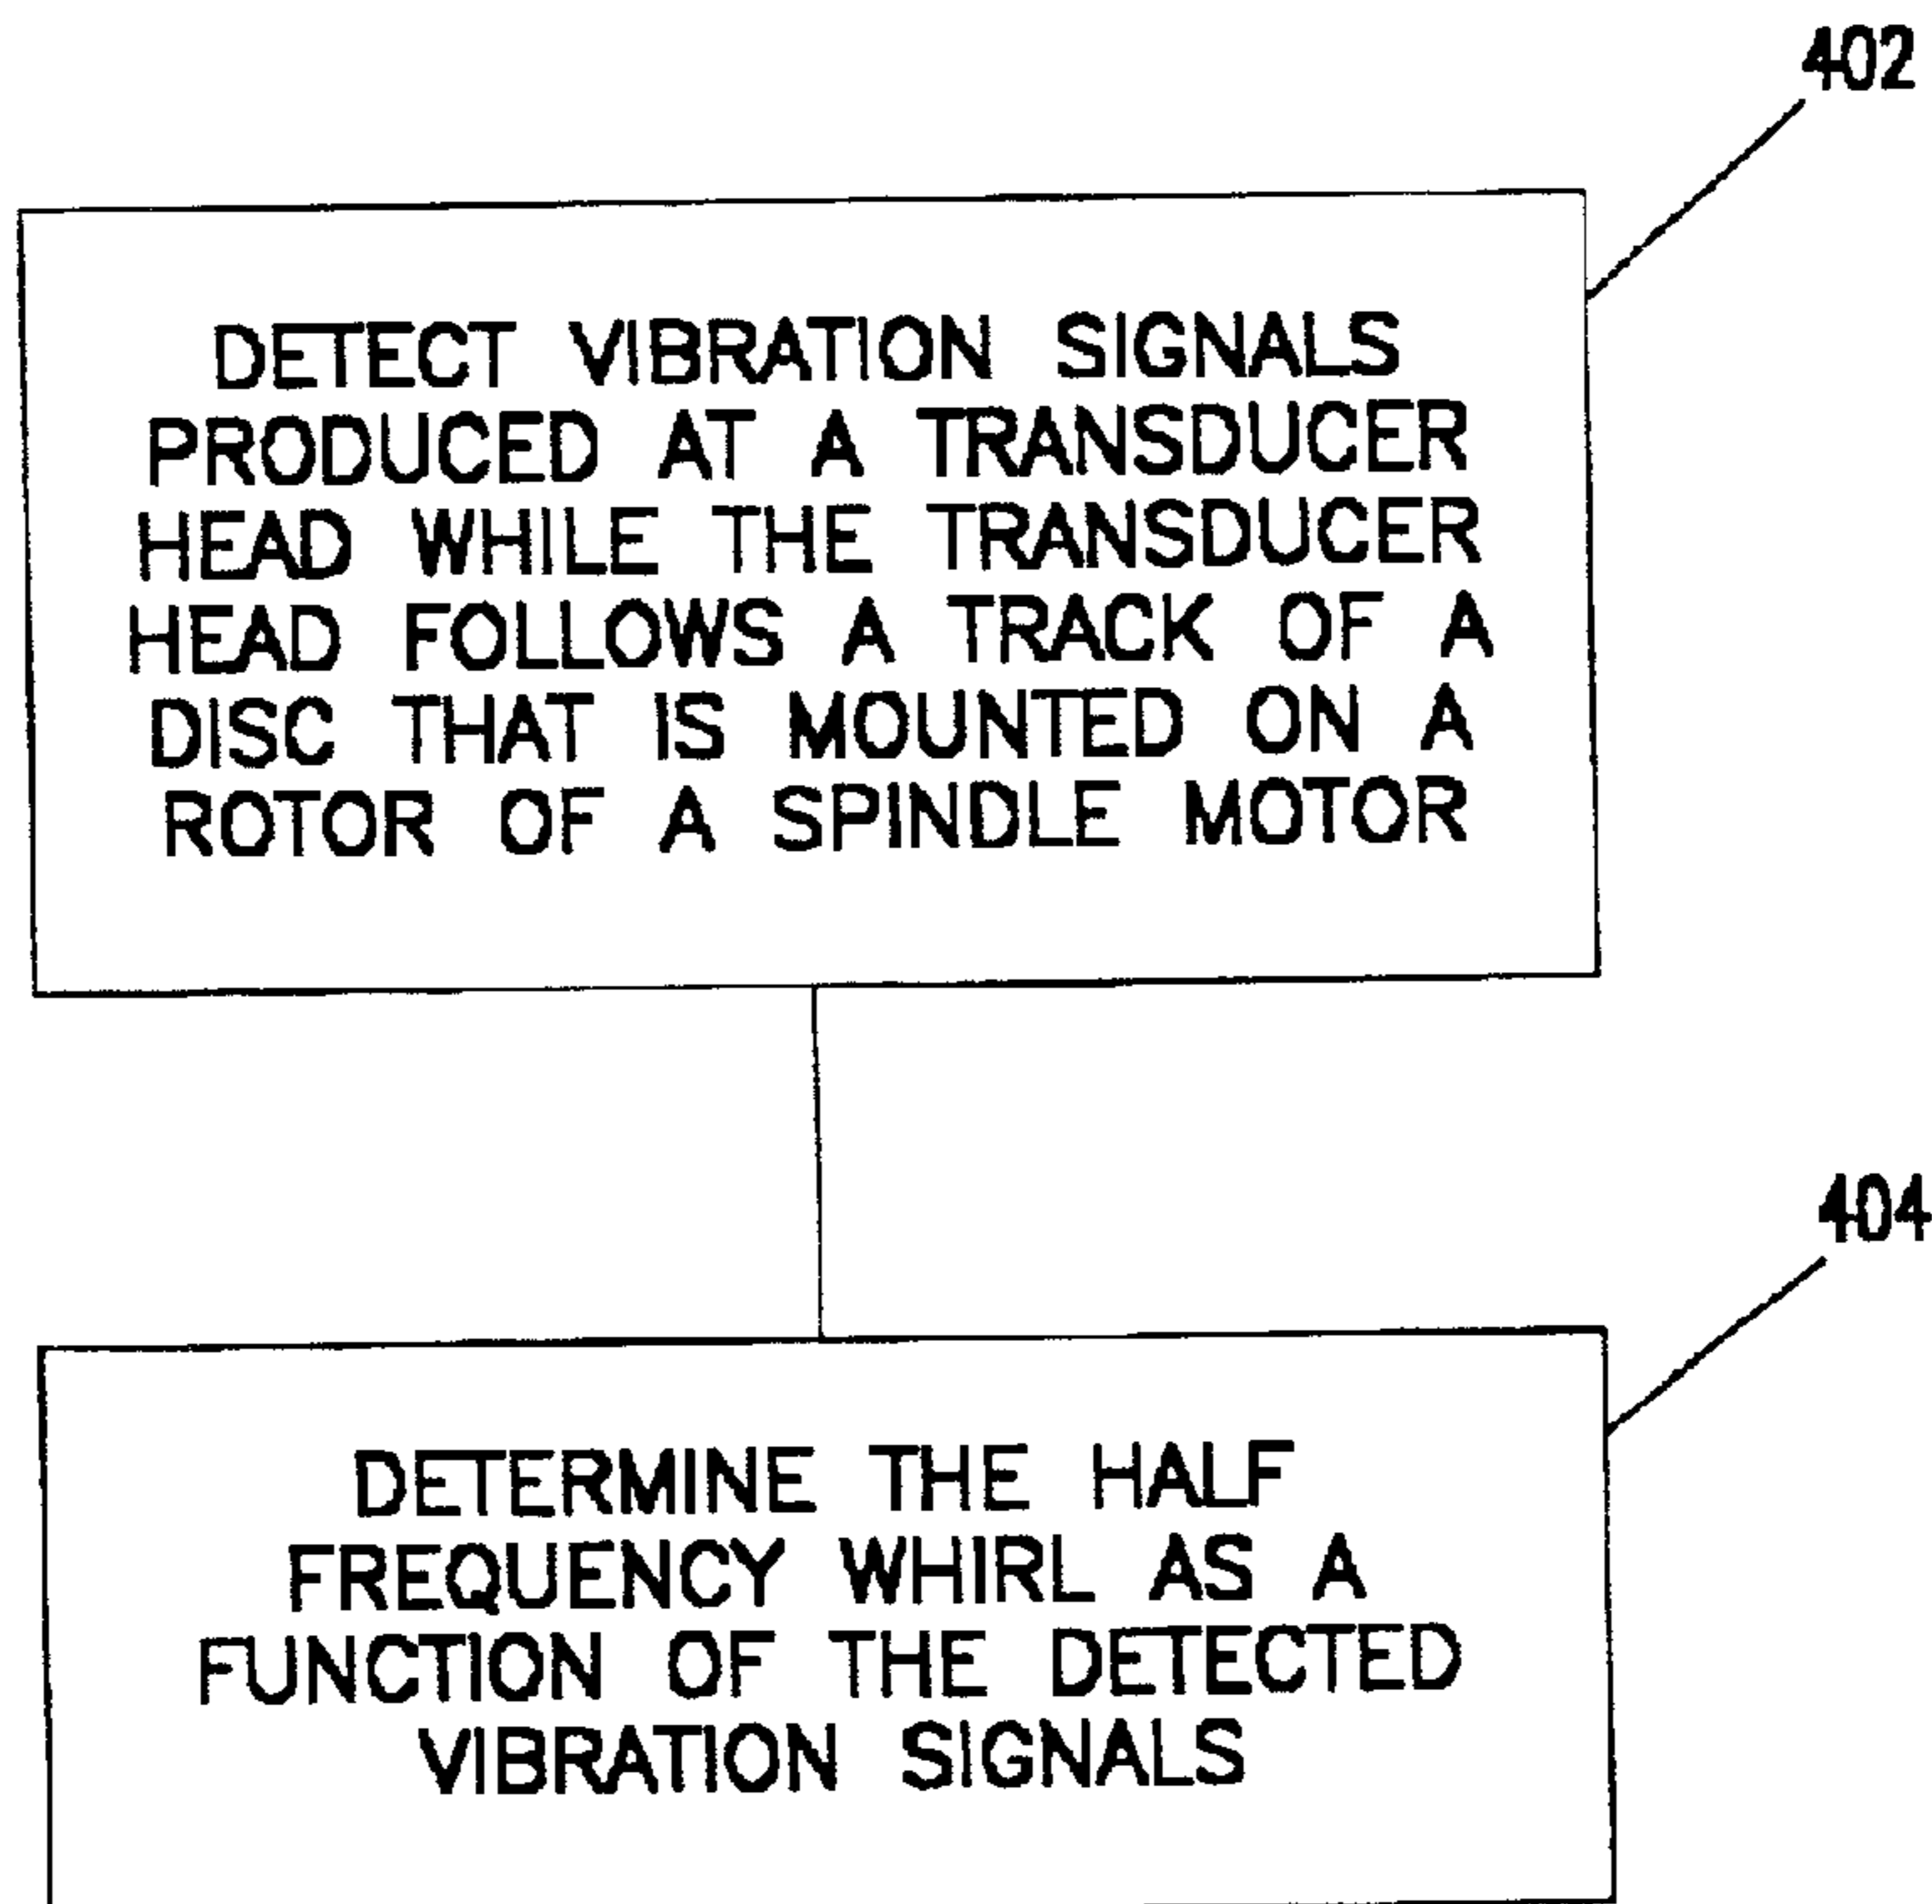 402
DETECT VIBRATION SIGNALS
PRODUCED AT A TRANSDUCER
HEAD WHILE THE TRANSDUCER
HEAD FOLLOWS A TRACK OF A
DISC THAT IS MOUNTED ON A
ROTOR OF A SPINDLE MOTOR
404
DETERMINE THE HALF
FREQUENCY WHIRL AS A
FUNCTION OF THE DETECTED
VIBRATION SIGNALS